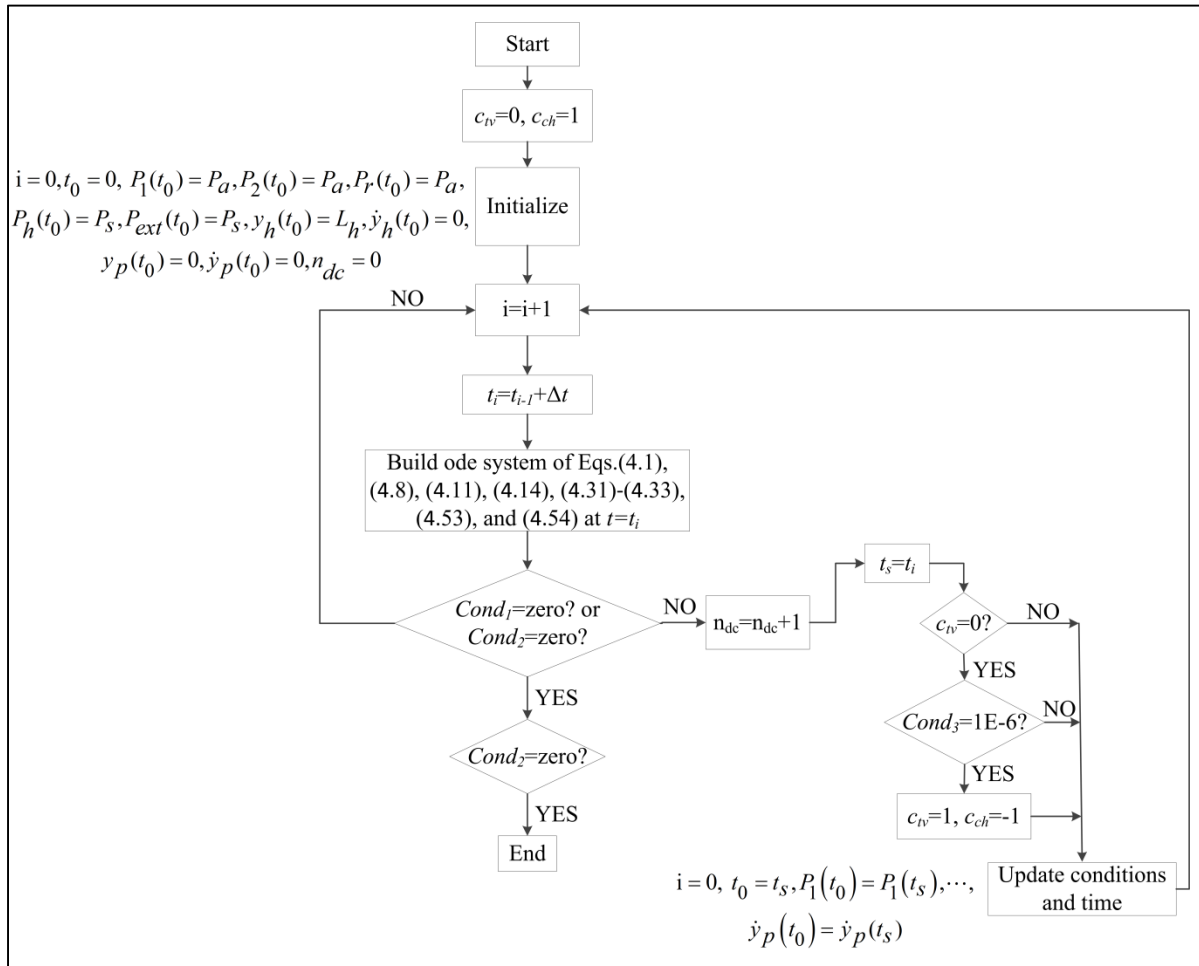 Start
c_tv=0, c_ch=1
i = 0, t_0 = 0, P_1(t_0) = P_a, P_2(t_0) = P_a, P_r(t_0) = P_a,
P_h(t_0) = P_s, P_ext(t_0) = P_s, y_h(t_0) = L_h, ẏ_h(t_0) = 0,
y_p(t_0) = 0, ẏ_p(t_0) = 0, n_dc = 0
Initialize
NO
i=i+1
t_i=t_i-1+Δt
Build ode system of Eqs.(4.1),
(4.8), (4.11), (4.14), (4.31)-(4.33),
(4.53), and (4.54) at t=t_i
Cond_1=zero? or
Cond_2=zero?
NO
n_dc=n_dc+1
t_s=t_i
c_tv=0?
NO
YES
Cond_3=1E-6?
NO
YES
c_tv=1, c_ch=-1
YES
Cond_2=zero?
YES
End
i = 0, t_0 = t_s, P_1(t_0) = P_1(t_s), ⋯,
ẏ_p(t_0) = ẏ_p(t_s)
Update conditions
and time